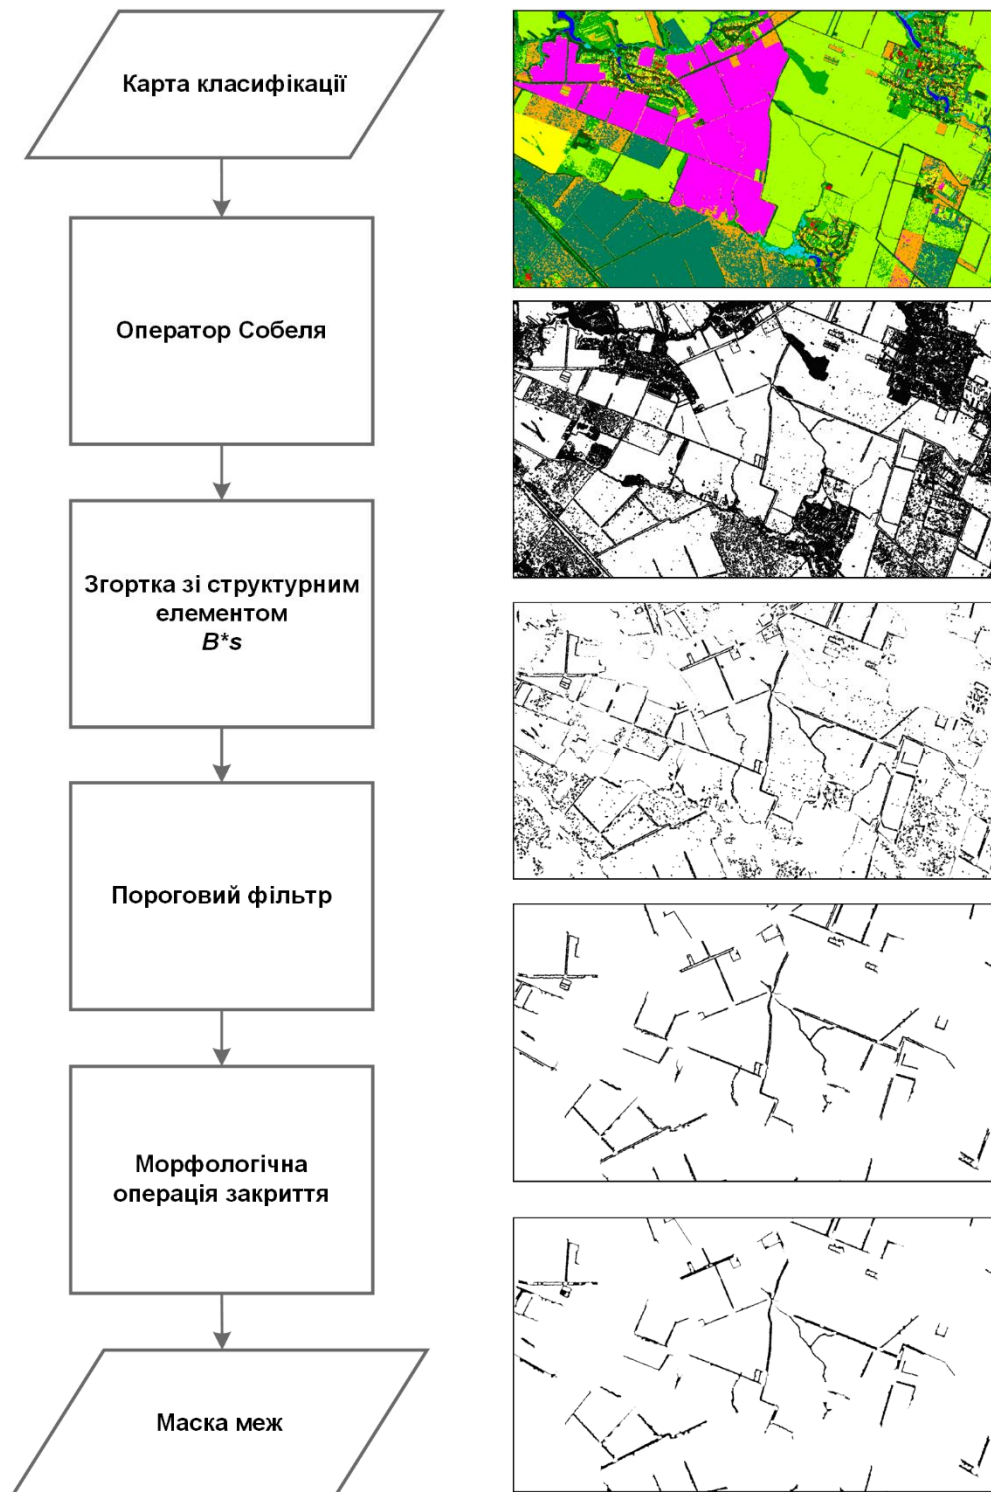 Карта класифікації
Оператор Собеля
Згортка зі структурним
елементом
B*s
Пороговий фільтр
Морфологічна
операція закриття
Маска меж